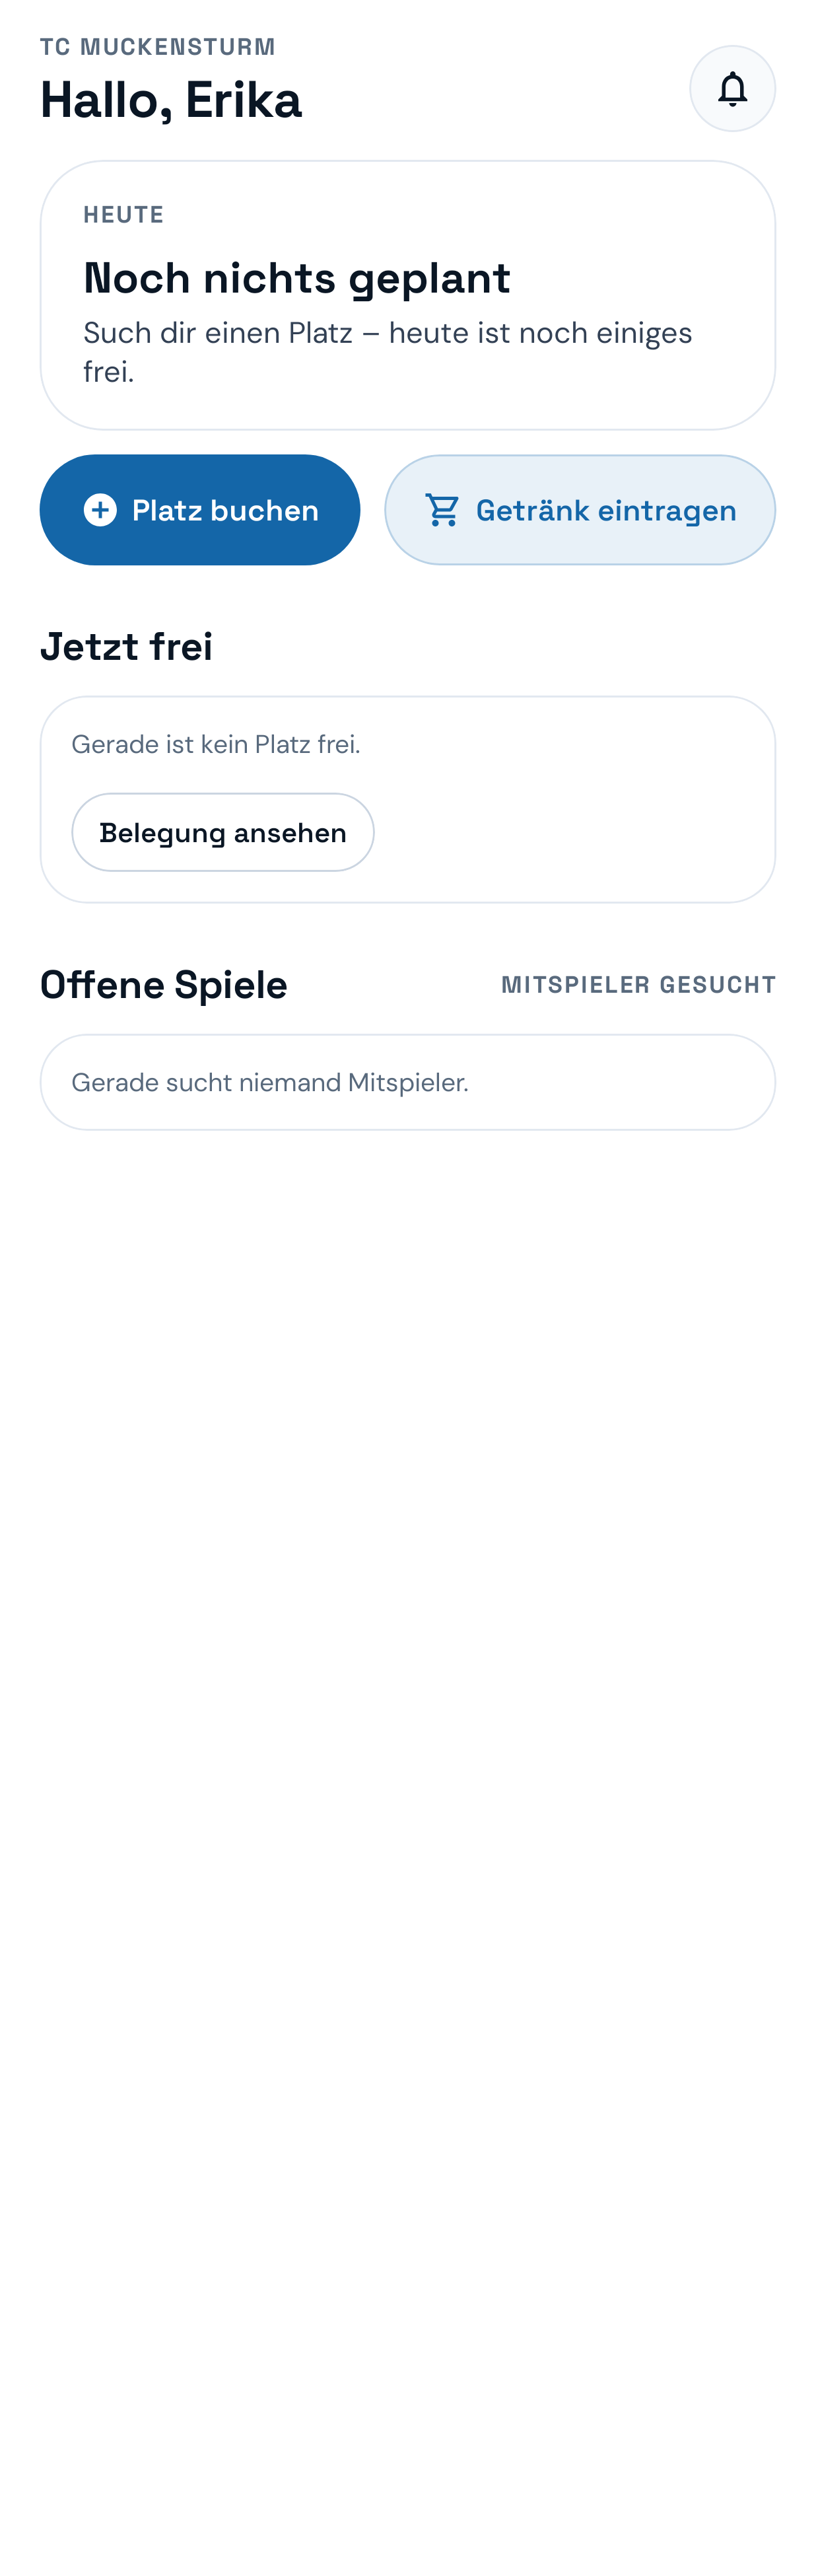 TC MUCKENSTURM
Hallo, Erika
HEUTE
Noch nichts geplant
Such dir einen Platz – heute ist noch einiges
frei.
Platz buchen
Getränk eintragen
Jetzt frei
Gerade ist kein Platz frei.
Belegung ansehen
Offene Spiele
MITSPIELER GESUCHT
Gerade sucht niemand Mitspieler.